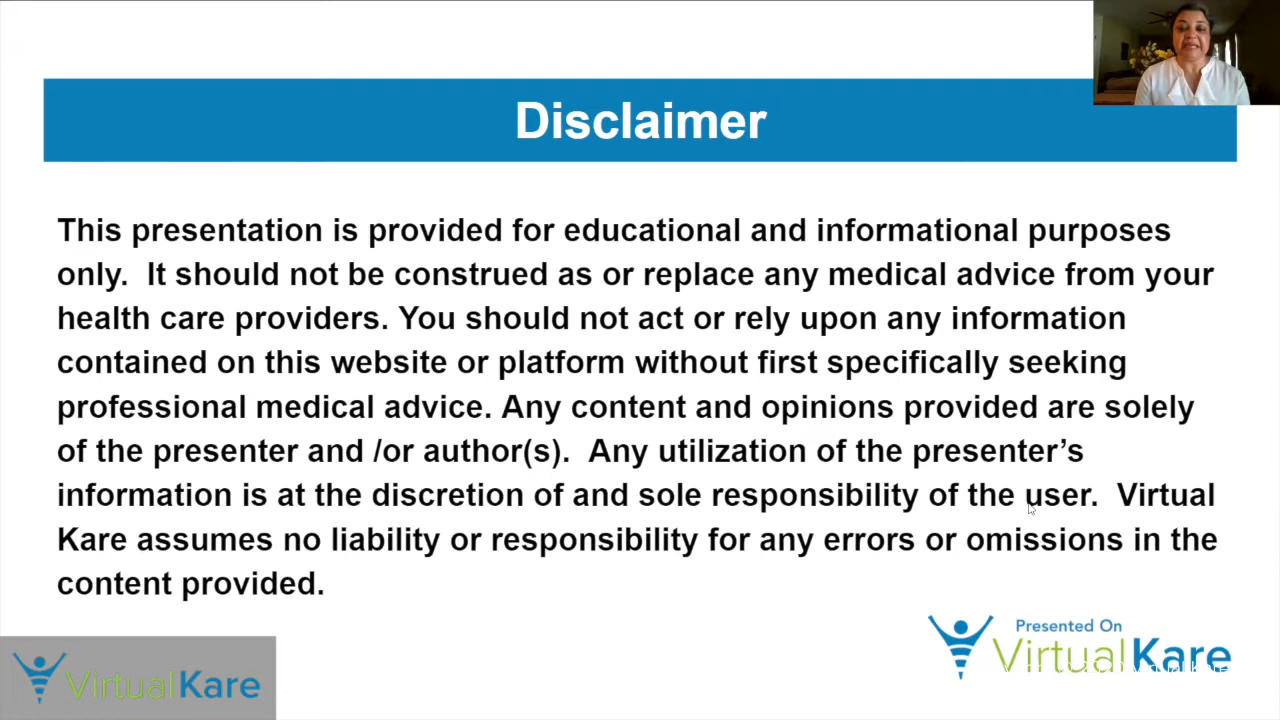 Disclaimer
This presentation is provided for educational and informational purposes
only.  It should not be construed as or replace any medical advice from your
health care providers. You should not act or rely upon any information
contained on this website or platform without first specifically seeking
professional medical advice. Any content and opinions provided are solely
of the presenter and /or author(s).  Any utilization of the presenter’s
information is at the discretion of and sole responsibility of the user.  Virtual
Kare assumes no liability or responsibility for any errors or omissions in the
content provided.
Presented On
VirtualKare
VirtualKare